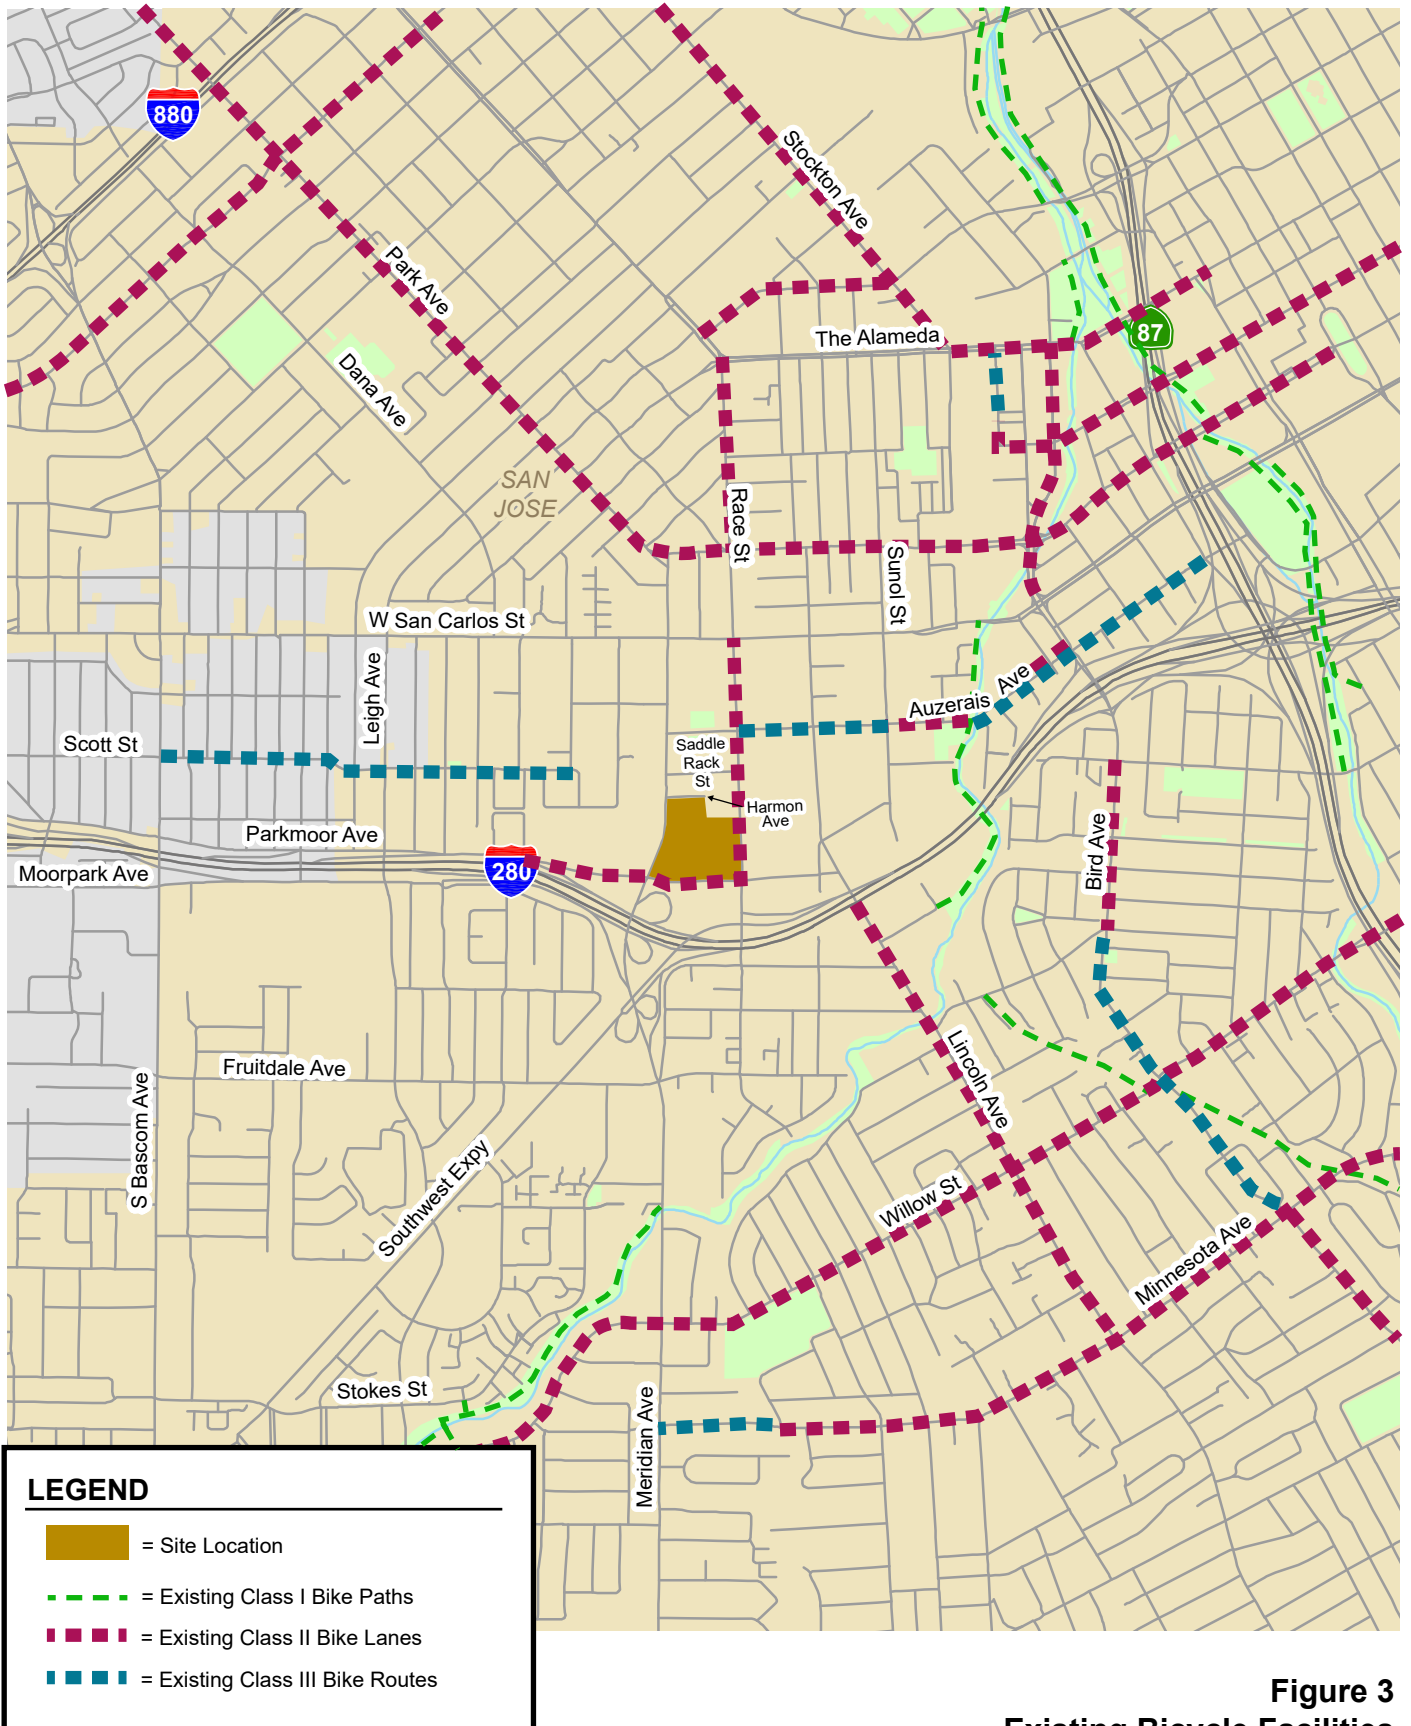 880
Stockton Ave
Park Ave
87
The Alameda
Dana Ave
SAN
JOSE
Race St
Sunol St
W San Carlos St
Leigh Ave
Auzerais Ave
Scott St
Saddle
Rack
St
Harmon
Ave
Parkmoor Ave
Bird Ave
Moorpark Ave
280
Lincoln Ave
Fruitdale Ave
S Bascom Ave
Southwest Expy
Willow St
Minnesota Ave
Stokes St
Meridian Ave
LEGEND
= Site Location
= Existing Class I Bike Paths
= Existing Class II Bike Lanes
= Existing Class III Bike Routes
Figure 3
Existing Bicycle Facilities